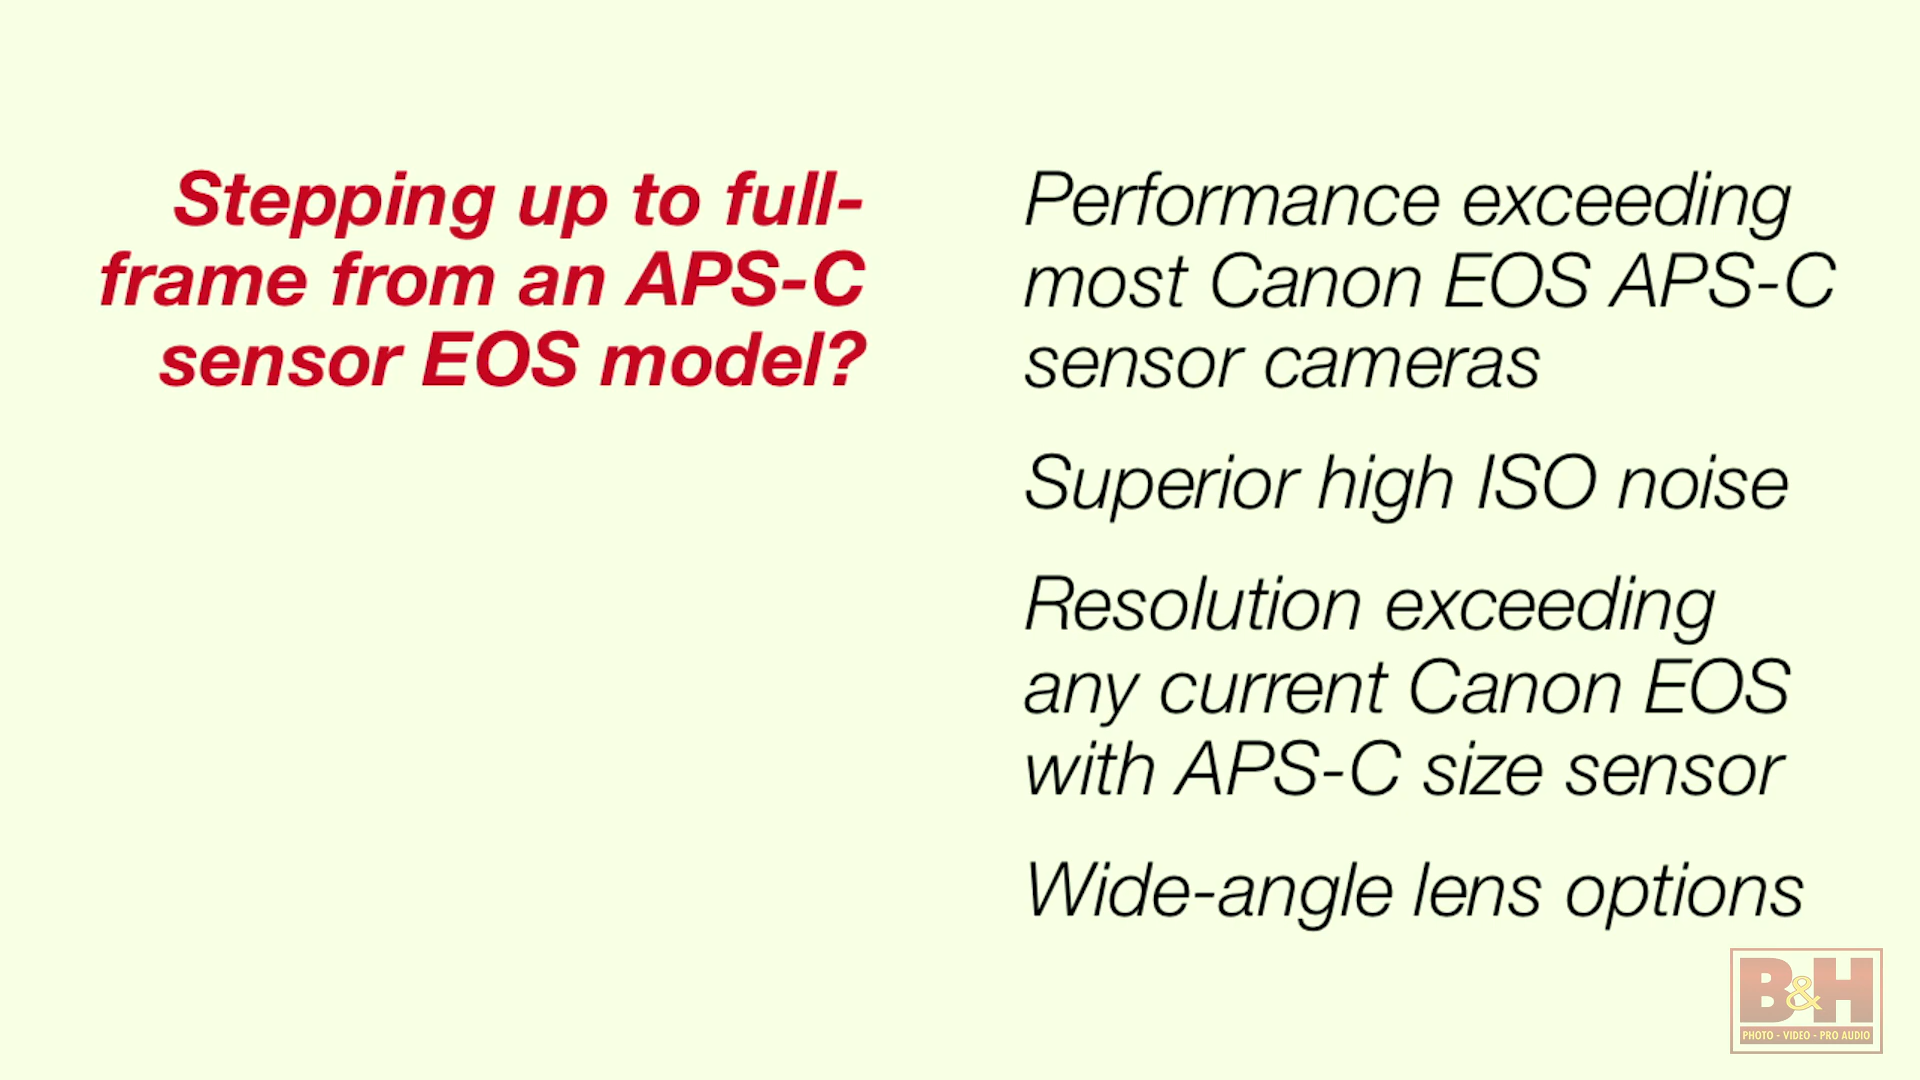 Stepping up to full-
frame from an APS-C
sensor EOS model?
Performance exceeding
most Canon EOS APS-C
sensor cameras
Superior high ISO noise
Resolution exceeding
any current Canon EOS
with APS-C size sensor
Wide-angle lens options
B&H
PHOTO - VIDEO - PRO AUDIO